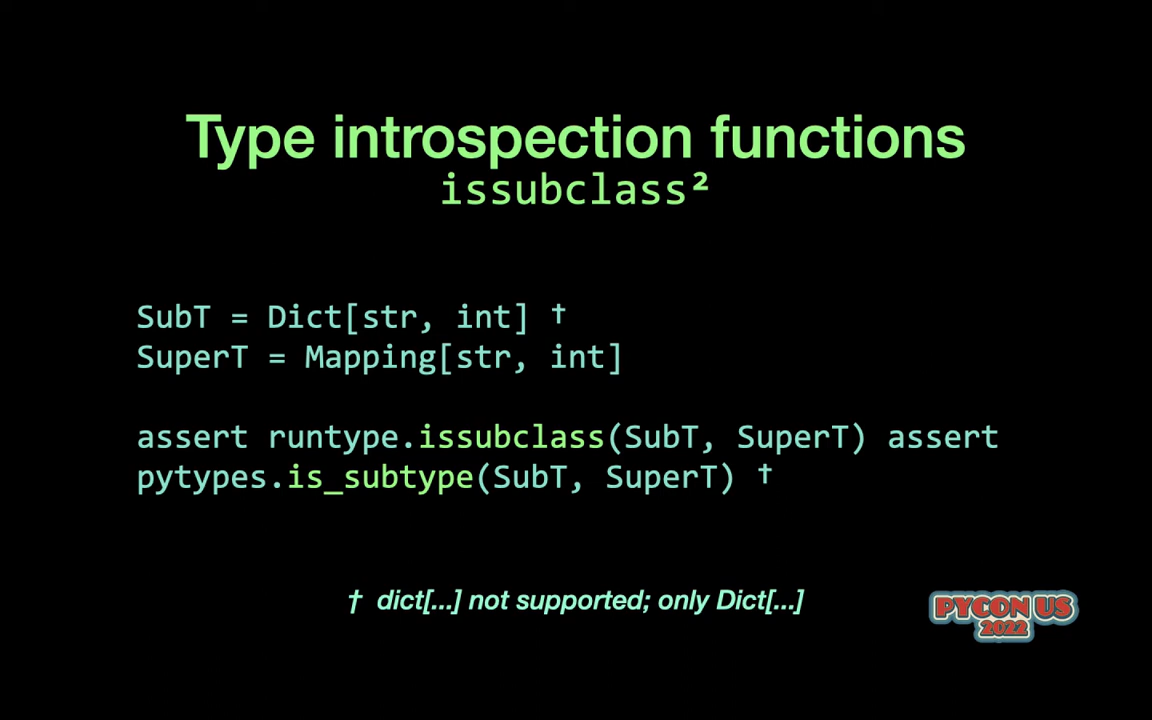 Type introspection functions
issubclass²
SubT = Dict[str, int] †
SuperT = Mapping[str, int]
assert runtype.issubclass(SubT, SuperT) assert
pytypes.is_subtype(SubT, SuperT) †
† dict[...] not supported; only Dict[...]
PYCON US
2022